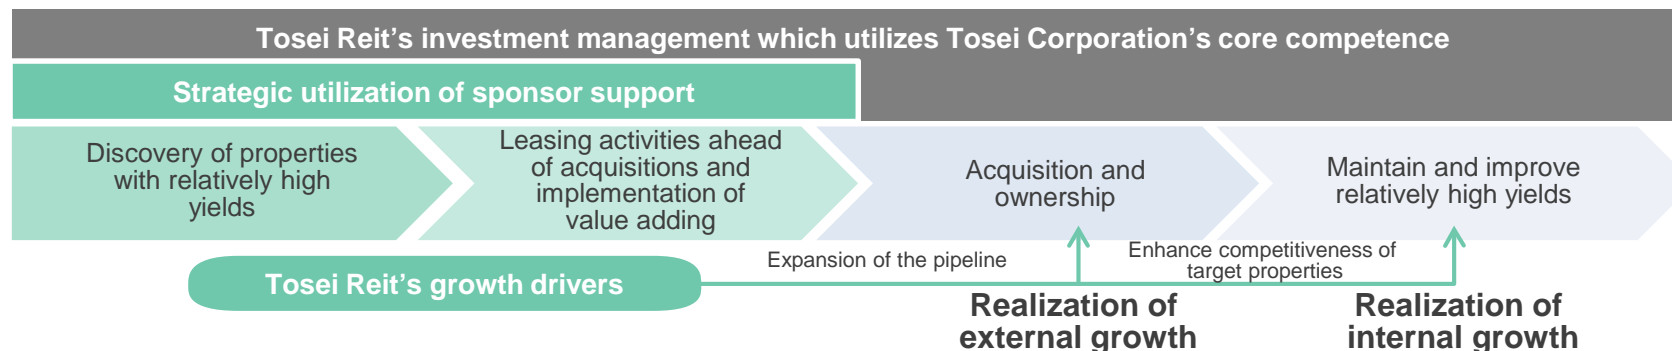 Tosei Reit’s investment management which utilizes Tosei Corporation’s core competence
Strategic utilization of sponsor support
Discovery of properties
with relatively high
yields
Leasing activities ahead
of acquisitions and
implementation of
value adding
Acquisition and
ownership
Maintain and improve
relatively high yields
Tosei Reit’s growth drivers
Expansion of the pipeline
Enhance competitiveness of
target properties
Realization of
external growth
Realization of
internal growth